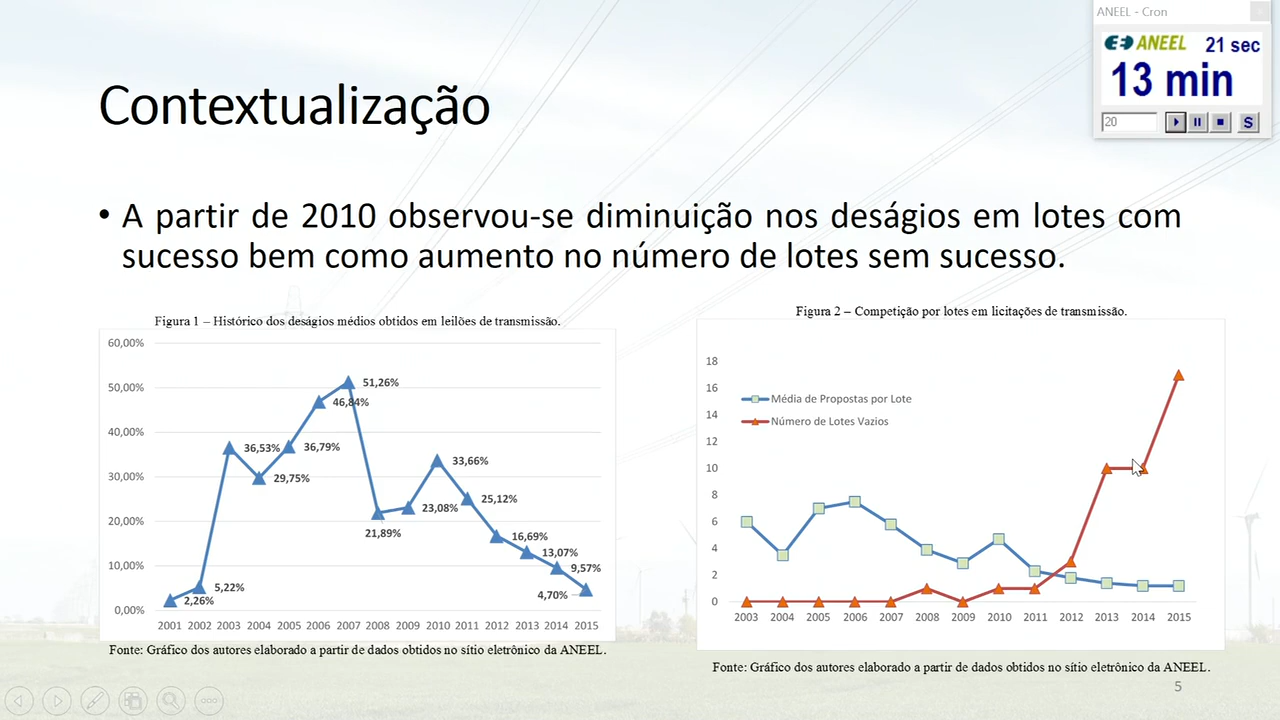 ANEEL - Cron
ANEEL 21 sec
13 min
20
S
Contextualização
• A partir de 2010 observou-se diminuição nos deságios em lotes com
sucesso bem como aumento no número de lotes sem sucesso.
Figura 1 – Histórico dos deságios médios obtidos em leilões de transmissão.
60,00%
50,00%
40,00%
30,00%
20,00%
10,00%
0,00%
2,26%
5,22%
36,53%
29,75%
36,79%
46,84%
51,26%
21,89%
23,08%
33,66%
25,12%
16,69%
13,07%
9,57%
4,70%
2001 2002 2003 2004 2005 2006 2007 2008 2009 2010 2011 2012 2013 2014 2015
Fonte: Gráfico dos autores elaborado a partir de dados obtidos no sítio eletrônico da ANEEL.
Figura 2 – Competição por lotes em licitações de transmissão.
18
16
14
12
10
8
6
4
2
0
Média de Propostas por Lote
Número de Lotes Vazios
2003 2004 2005 2006 2007 2008 2009 2010 2011 2012 2013 2014 2015
Fonte: Gráfico dos autores elaborado a partir de dados obtidos no sítio eletrônico da ANEEL.
5